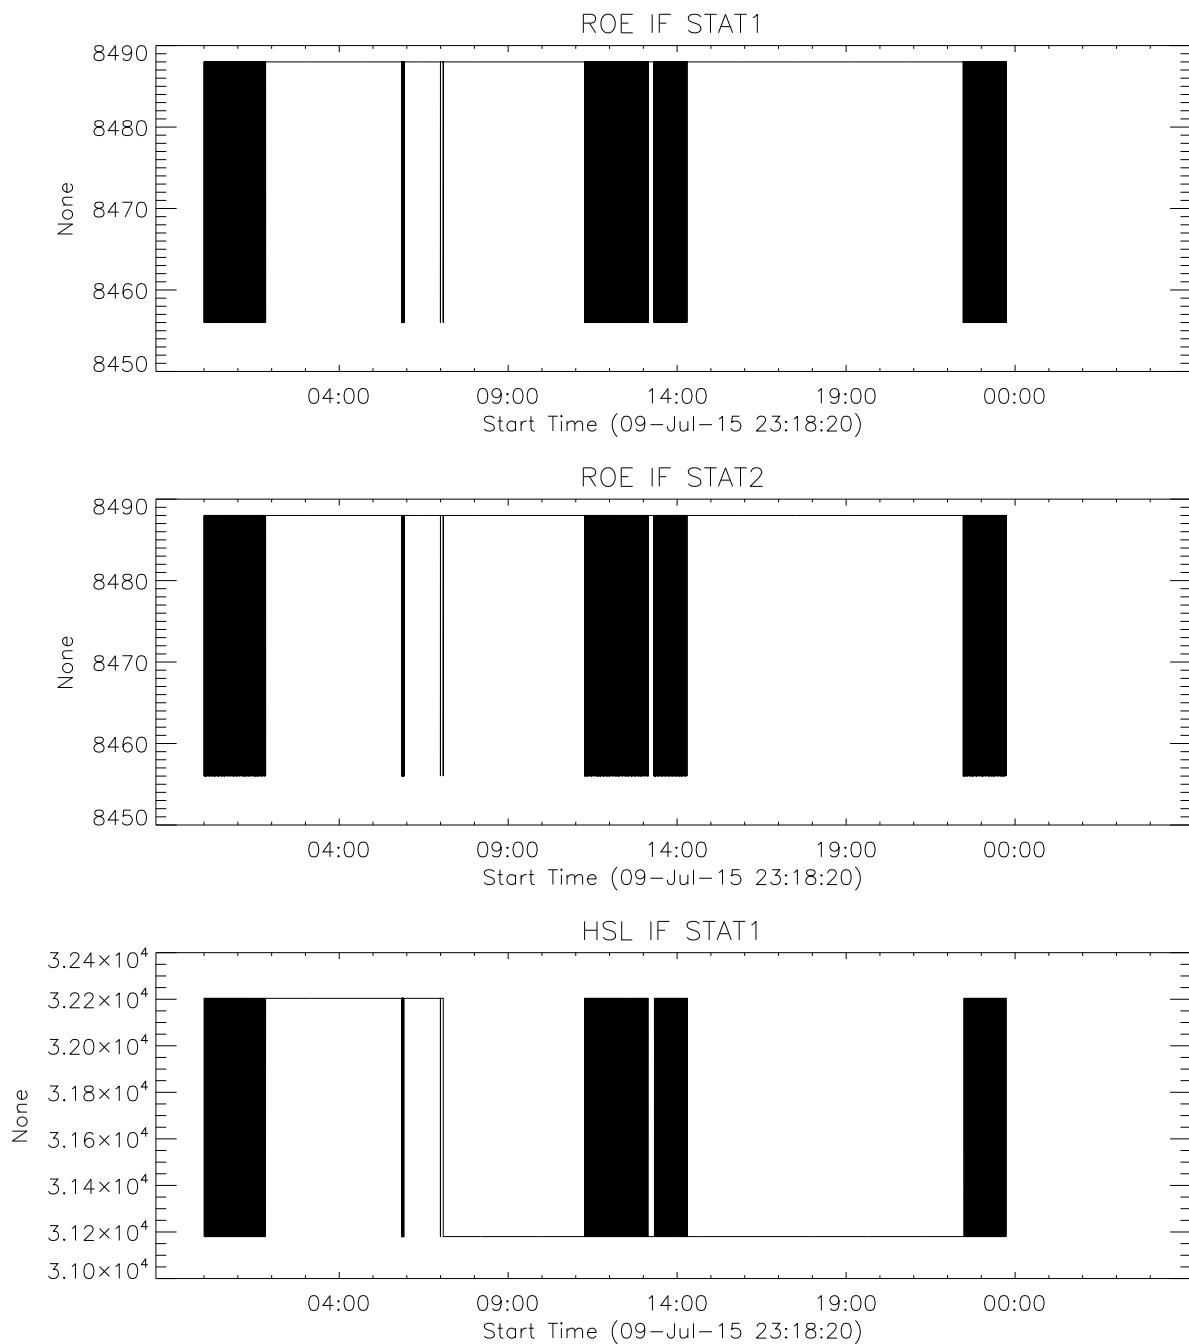 ROE IF STAT1
8490
8480
8470
8460
8450
None
04:00 09:00 14:00 19:00 00:00
Start Time (09-Jul-15 23:18:20)
ROE IF STAT2
8490
8480
8470
8460
8450
None
04:00 09:00 14:00 19:00 00:00
Start Time (09-Jul-15 23:18:20)
HSL IF STAT1
3.24×10⁴
3.22×10⁴
3.20×10⁴
3.18×10⁴
3.16×10⁴
3.14×10⁴
3.12×10⁴
3.10×10⁴
None
04:00 09:00 14:00 19:00 00:00
Start Time (09-Jul-15 23:18:20)